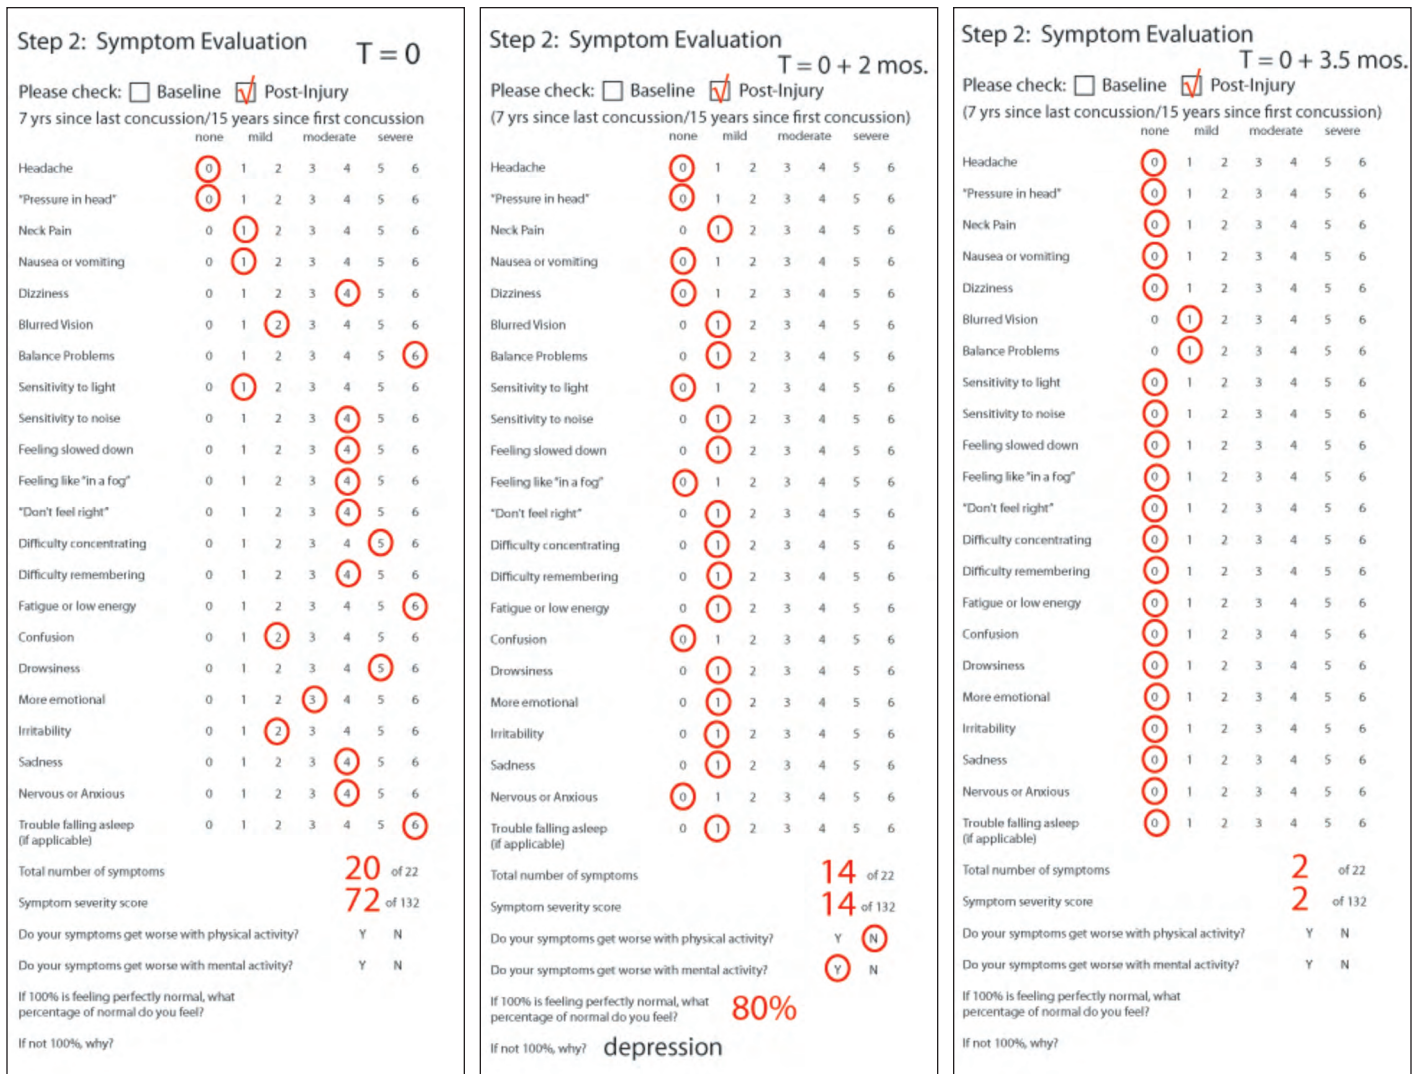 Step 2: Symptom Evaluation
T = 0
Please check: Baseline √ Post-Injury
7 yrs since last concussion/15 years since first concussion
none mild moderate severe
Headache 0 1 2 3 4 5 6
"Pressure in head" 0 1 2 3 4 5 6
Neck Pain 0 1 2 3 4 5 6
Nausea or vomiting 0 1 2 3 4 5 6
Dizziness 0 1 2 3 4 5 6
Blurred Vision 0 1 2 3 4 5 6
Balance Problems 0 1 2 3 4 5 6
Sensitivity to light 0 1 2 3 4 5 6
Sensitivity to noise 0 1 2 3 4 5 6
Feeling slowed down 0 1 2 3 4 5 6
Feeling like "in a fog" 0 1 2 3 4 5 6
"Don't feel right" 0 1 2 3 4 5 6
Difficulty concentrating 0 1 2 3 4 5 6
Difficulty remembering 0 1 2 3 4 5 6
Fatigue or low energy 0 1 2 3 4 5 6
Confusion 0 1 2 3 4 5 6
Drowsiness 0 1 2 3 4 5 6
More emotional 0 1 2 3 4 5 6
Irritability 0 1 2 3 4 5 6
Sadness 0 1 2 3 4 5 6
Nervous or Anxious 0 1 2 3 4 5 6
Trouble falling asleep 0 1 2 3 4 5 6
(if applicable)
Total number of symptoms 20 of 22
Symptom severity score 72 of 132
Do your symptoms get worse with physical activity? Y N
Do your symptoms get worse with mental activity? Y N
If 100% is feeling perfectly normal, what
percentage of normal do you feel?
If not 100%, why?
Step 2: Symptom Evaluation
T = 0 + 2 mos.
Please check: Baseline √ Post-Injury
(7 yrs since last concussion/15 years since first concussion)
none mild moderate severe
Headache 0 1 2 3 4 5 6
"Pressure in head" 0 1 2 3 4 5 6
Neck Pain 0 1 2 3 4 5 6
Nausea or vomiting 0 1 2 3 4 5 6
Dizziness 0 1 2 3 4 5 6
Blurred Vision 0 1 2 3 4 5 6
Balance Problems 0 1 2 3 4 5 6
Sensitivity to light 0 1 2 3 4 5 6
Sensitivity to noise 0 1 2 3 4 5 6
Feeling slowed down 0 1 2 3 4 5 6
Feeling like "in a fog" 0 1 2 3 4 5 6
"Don't feel right" 0 1 2 3 4 5 6
Difficulty concentrating 0 1 2 3 4 5 6
Difficulty remembering 0 1 2 3 4 5 6
Fatigue or low energy 0 1 2 3 4 5 6
Confusion 0 1 2 3 4 5 6
Drowsiness 0 1 2 3 4 5 6
More emotional 0 1 2 3 4 5 6
Irritability 0 1 2 3 4 5 6
Sadness 0 1 2 3 4 5 6
Nervous or Anxious 0 1 2 3 4 5 6
Trouble falling asleep 0 1 2 3 4 5 6
(if applicable)
Total number of symptoms 14 of 22
Symptom severity score 14 of 132
Do your symptoms get worse with physical activity? Y N
Do your symptoms get worse with mental activity? Y N
If 100% is feeling perfectly normal, what
percentage of normal do you feel? 80%
If not 100%, why? depression
Step 2: Symptom Evaluation
T = 0 + 3.5 mos.
Please check: Baseline √ Post-Injury
(7 yrs since last concussion/15 years since first concussion)
none mild moderate severe
Headache 0 1 2 3 4 5 6
"Pressure in head" 0 1 2 3 4 5 6
Neck Pain 0 1 2 3 4 5 6
Nausea or vomiting 0 1 2 3 4 5 6
Dizziness 0 1 2 3 4 5 6
Blurred Vision 0 1 2 3 4 5 6
Balance Problems 0 1 2 3 4 5 6
Sensitivity to light 0 1 2 3 4 5 6
Sensitivity to noise 0 1 2 3 4 5 6
Feeling slowed down 0 1 2 3 4 5 6
Feeling like "in a fog" 0 1 2 3 4 5 6
"Don't feel right" 0 1 2 3 4 5 6
Difficulty concentrating 0 1 2 3 4 5 6
Difficulty remembering 0 1 2 3 4 5 6
Fatigue or low energy 0 1 2 3 4 5 6
Confusion 0 1 2 3 4 5 6
Drowsiness 0 1 2 3 4 5 6
More emotional 0 1 2 3 4 5 6
Irritability 0 1 2 3 4 5 6
Sadness 0 1 2 3 4 5 6
Nervous or Anxious 0 1 2 3 4 5 6
Trouble falling asleep 0 1 2 3 4 5 6
(if applicable)
Total number of symptoms 2 of 22
Symptom severity score 2 of 132
Do your symptoms get worse with physical activity? Y N
Do your symptoms get worse with mental activity? Y N
If 100% is feeling perfectly normal, what
percentage of normal do you feel?
If not 100%, why?